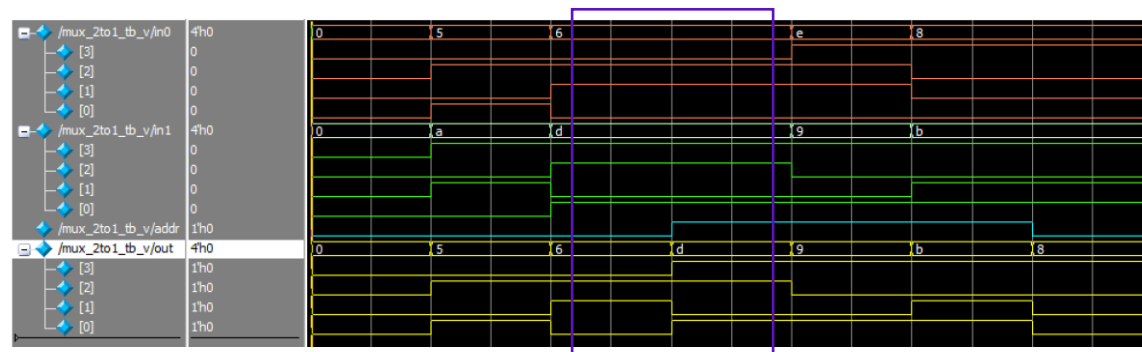 /mux_2to1_tb_v/in0 4'h0 0 5 6 e 8
[3] 0
[2] 0
[1] 0
[0] 0
/mux_2to1_tb_v/in1 4'h0 0 a d 9 b
[3] 0
[2] 0
[1] 0
[0] 0
/mux_2to1_tb_v/addr 1'h0
/mux_2to1_tb_v/out 4'h0 0 5 6 d 9 b 8
[3] 1'h0
[2] 1'h0
[1] 1'h0
[0] 1'h0